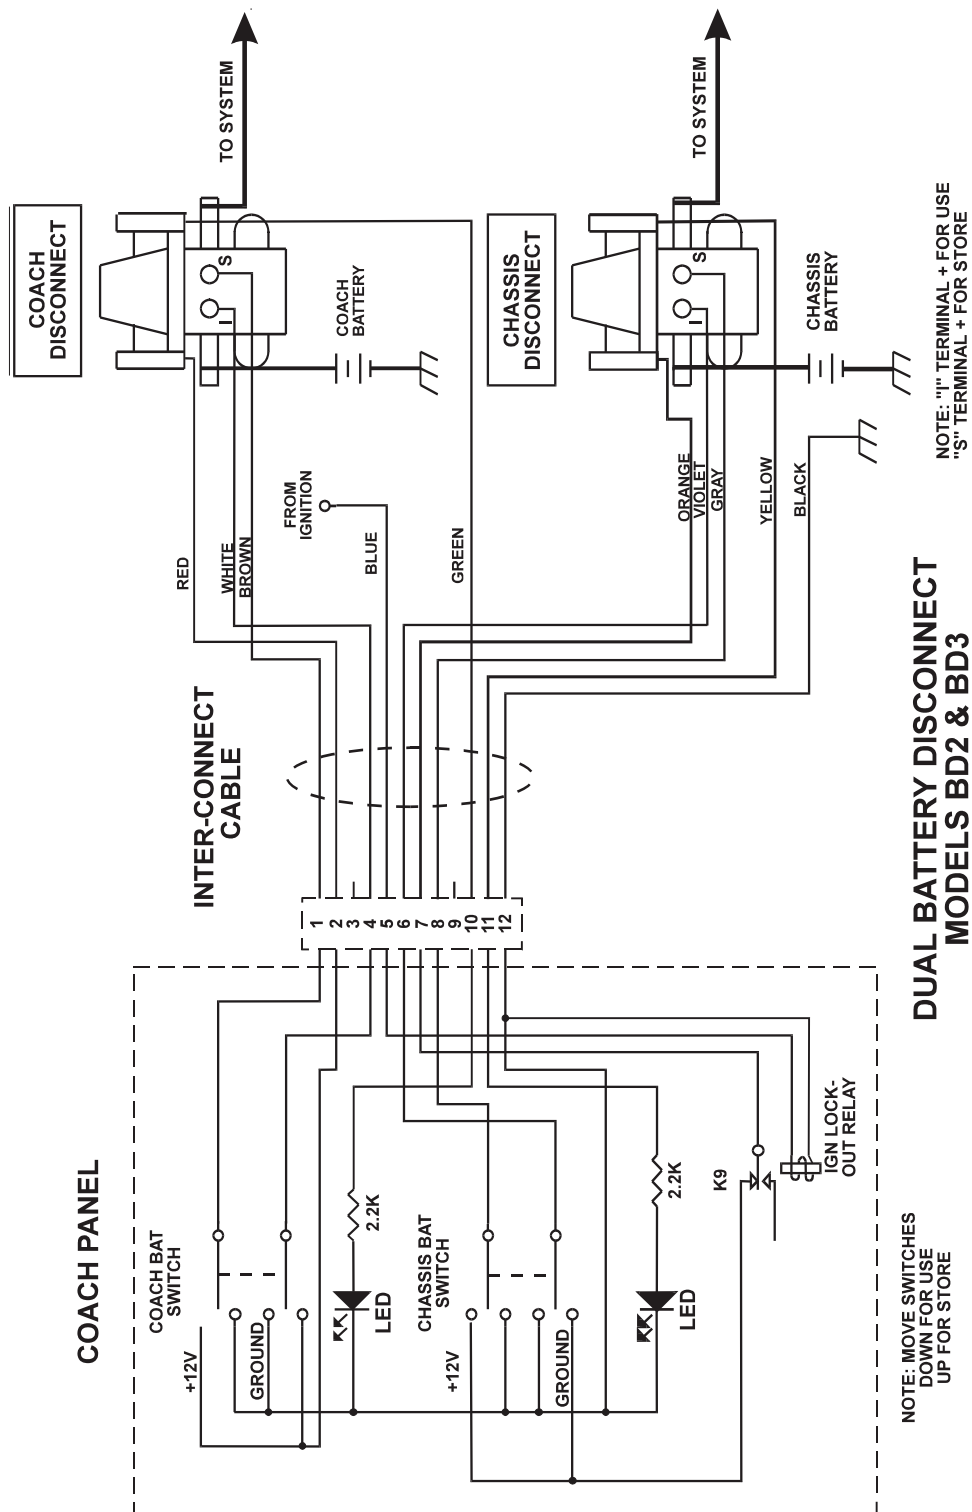 COACH PANEL
COACH BAT
SWITCH
+12V
GROUND
LED
2.2K
CHASSIS BAT
SWITCH
+12V
GROUND
LED
2.2K
K9
IGN LOCK-
OUT RELAY
NOTE: MOVE SWITCHES
DOWN FOR USE
UP FOR STORE
INTER-CONNECT
CABLE
1
2
3
4
5
6
7
8
9
10
11
12
RED
WHITE
BROWN
FROM
IGNITION
BLUE
GREEN
ORANGE
VIOLET
GRAY
YELLOW
BLACK
COACH
DISCONNECT
I
S
TO SYSTEM
COACH
BATTERY
CHASSIS
DISCONNECT
I
S
TO SYSTEM
CHASSIS
BATTERY
NOTE: "I" TERMINAL + FOR USE
"S" TERMINAL + FOR STORE
DUAL BATTERY DISCONNECT
MODELS BD2 & BD3